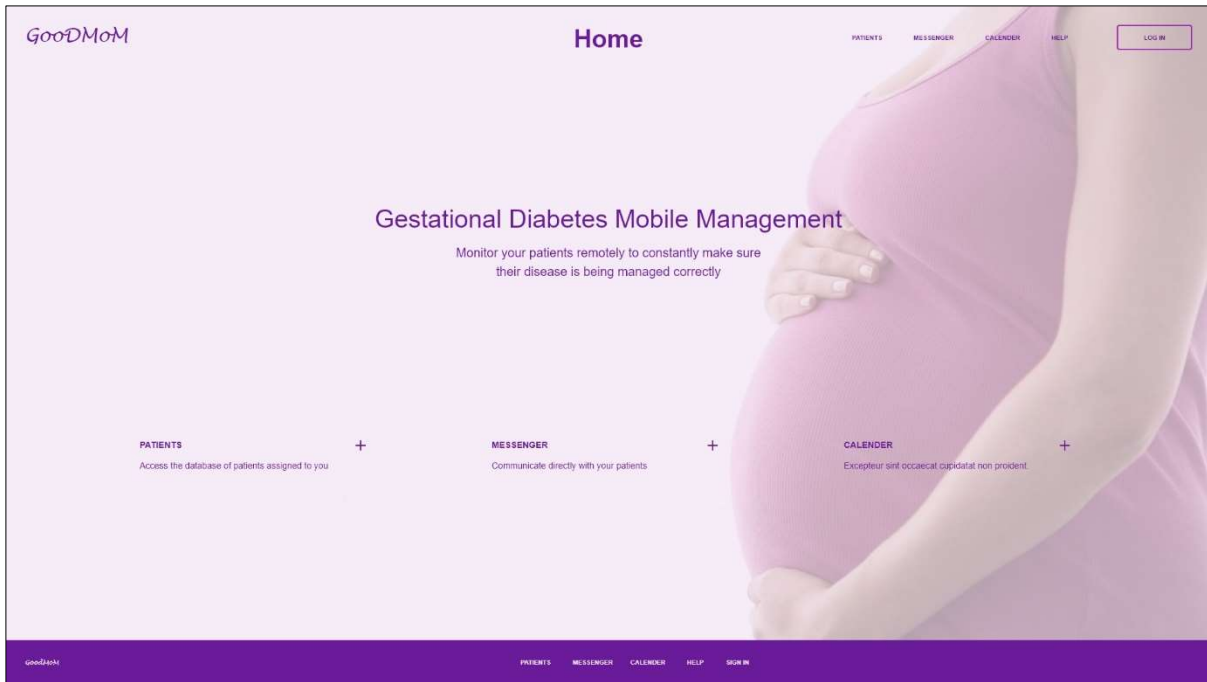 GooDMoM
Home
PATIENTS MESSENGER CALENDER HELP LOG IN
Gestational Diabetes Mobile Management
Monitor your patients remotely to constantly make sure
their disease is being managed correctly
PATIENTS +
Access the database of patients assigned to you
MESSENGER +
Communicate directly with your patients
CALENDER +
Excepteur sint occaecat cupidatat non proident.
GooDMoM
PATIENTS MESSENGER CALENDER HELP SIGN IN